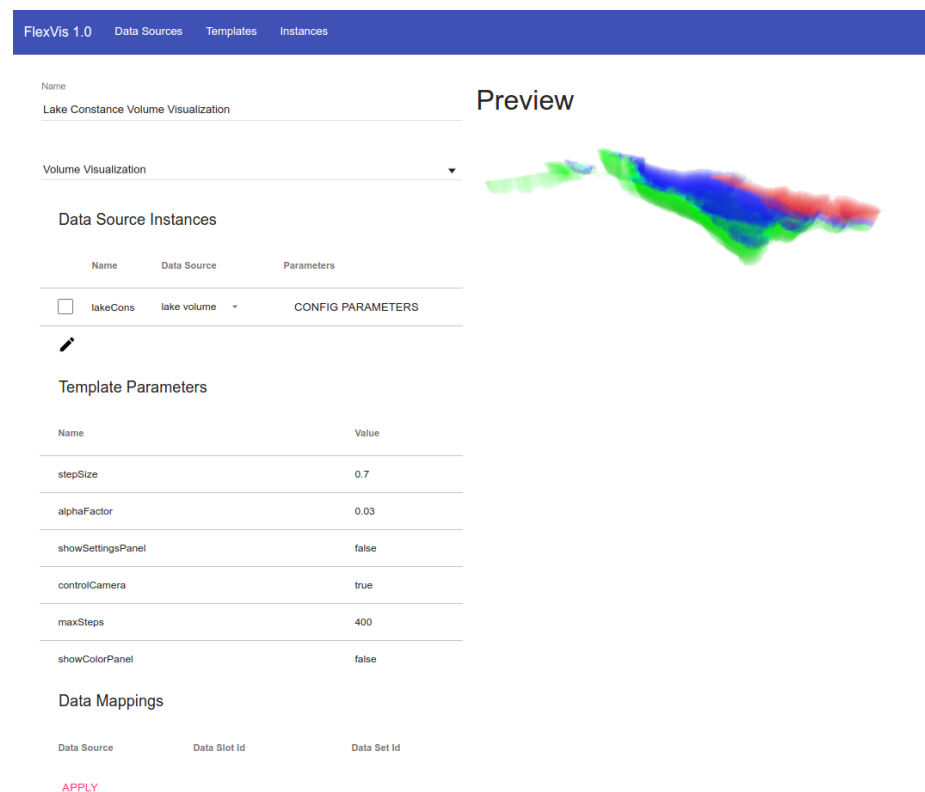 FlexVis 1.0 Data Sources Templates Instances
Name
Lake Constance Volume Visualization
Preview
Volume Visualization
Data Source Instances
Name Data Source Parameters
lakeCons lake volume CONFIG PARAMETERS
Template Parameters
Name Value
stepSize 0.7
alphaFactor 0.03
showSettingsPanel false
controlCamera true
maxSteps 400
showColorPanel false
Data Mappings
Data Source Data Slot Id Data Set Id
APPLY